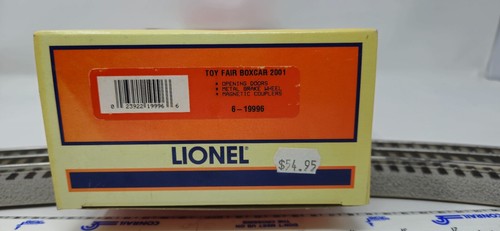 TOY FAIR BOXCAR 2001
• OPENING DOORS
• METAL BRAKE WHEEL
• MAGNETIC COUPLERS
0 23922 19996 6
6-19996
LIONEL®
$54.95
CONRAIL